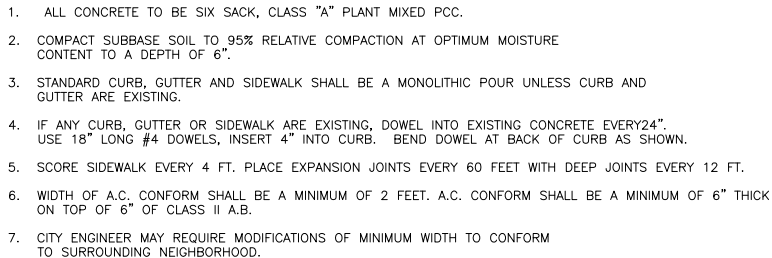 1. ALL CONCRETE TO BE SIX SACK, CLASS "A" PLANT MIXED PCC.
2. COMPACT SUBBASE SOIL TO 95% RELATIVE COMPACTION AT OPTIMUM MOISTURE
CONTENT TO A DEPTH OF 6".
3. STANDARD CURB, GUTTER AND SIDEWALK SHALL BE A MONOLITHIC POUR UNLESS CURB AND
GUTTER ARE EXISTING.
4. IF ANY CURB, GUTTER OR SIDEWALK ARE EXISTING, DOWEL INTO EXISTING CONCRETE EVERY24".
USE 18" LONG #4 DOWELS, INSERT 4" INTO CURB. BEND DOWEL AT BACK OF CURB AS SHOWN.
5. SCORE SIDEWALK EVERY 4 FT. PLACE EXPANSION JOINTS EVERY 60 FEET WITH DEEP JOINTS EVERY 12 FT.
6. WIDTH OF A.C. CONFORM SHALL BE A MINIMUM OF 2 FEET. A.C. CONFORM SHALL BE A MINIMUM OF 6" THICK
ON TOP OF 6" OF CLASS II A.B.
7. CITY ENGINEER MAY REQUIRE MODIFICATIONS OF MINIMUM WIDTH TO CONFORM
TO SURROUNDING NEIGHBORHOOD.